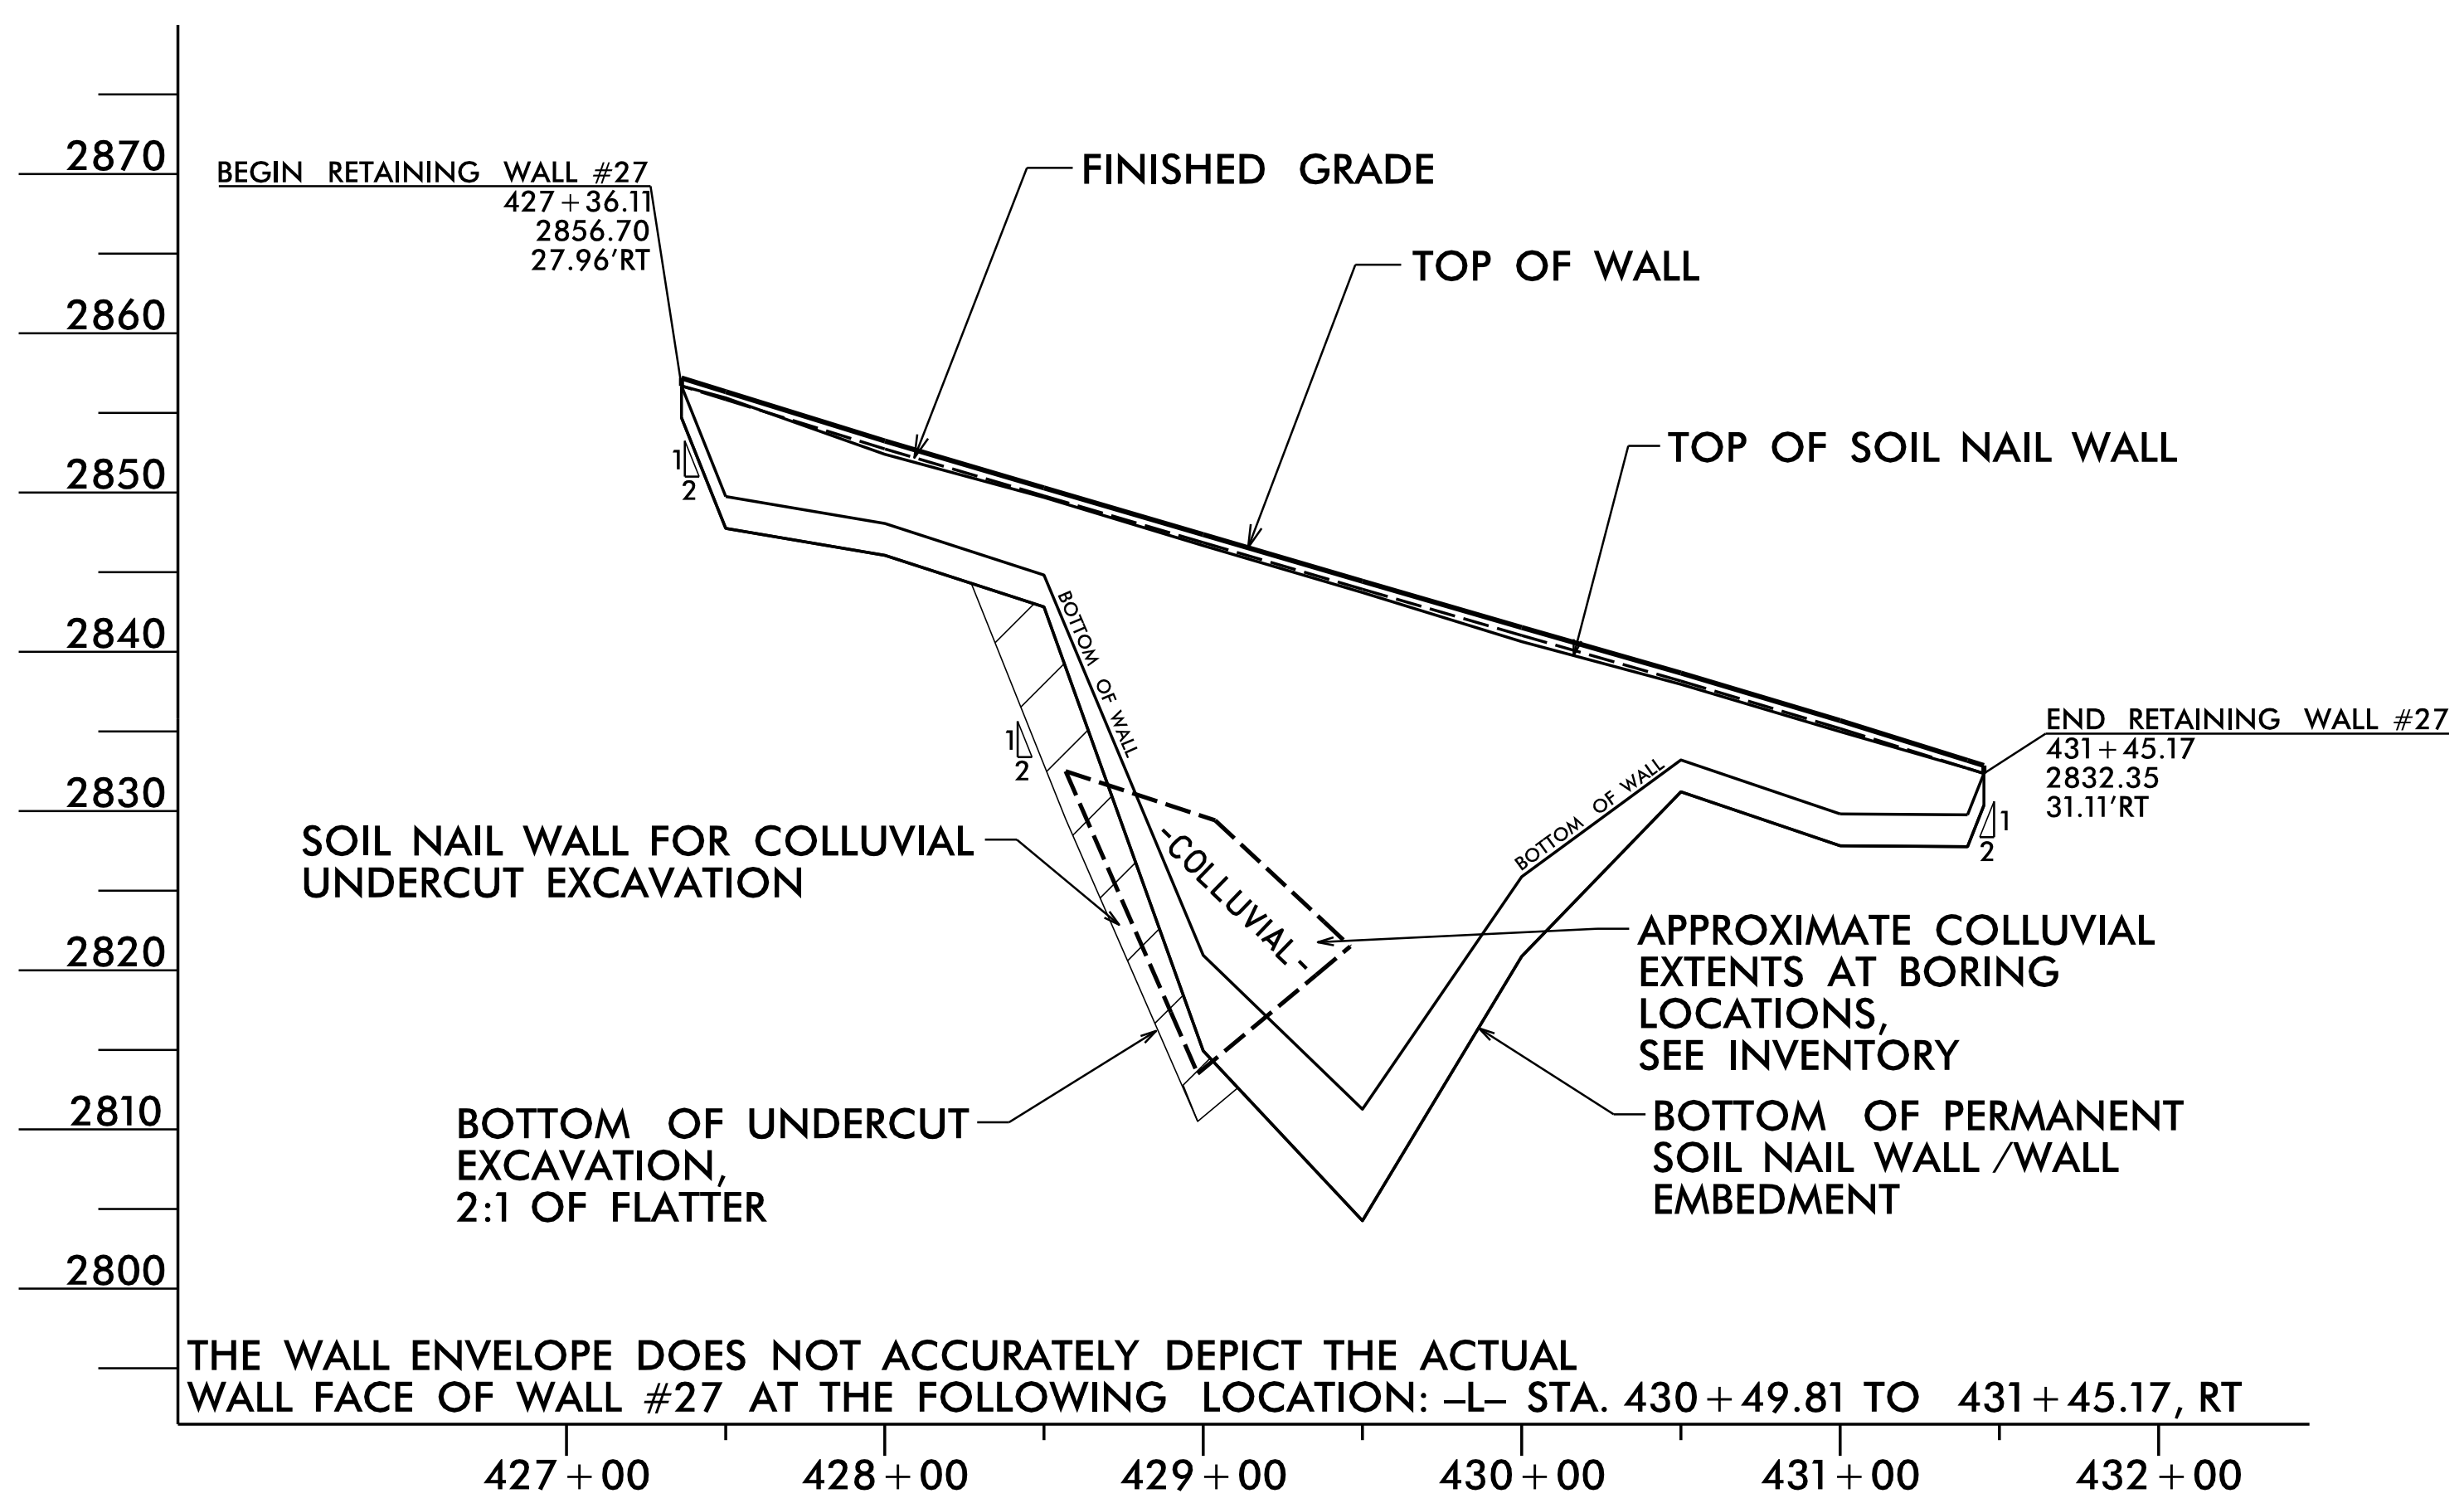 2870
2860
2850
2840
2830
2820
2810
2800
BEGIN RETAINING WALL #27
427+36.11
2856.70
27.96'RT
FINISHED GRADE
TOP OF WALL
TOP OF SOIL NAIL WALL
1
2
BOTTOM OF WALL
1
2
END RETAINING WALL #27
431+45.17
2832.35
31.11'RT
1
2
BOTTOM OF WALL
SOIL NAIL WALL FOR COLLUVIAL
UNDERCUT EXCAVATION
-COLLUVIAL-
APPROXIMATE COLLUVIAL
EXTENTS AT BORING
LOCATIONS,
SEE INVENTORY
BOTTOM OF UNDERCUT
EXCAVATION,
2:1 OF FLATTER
BOTTOM OF PERMANENT
SOIL NAIL WALL /WALL
EMBEDMENT
THE WALL ENVELOPE DOES NOT ACCURATELY DEPICT THE ACTUAL
WALL FACE OF WALL #27 AT THE FOLLOWING LOCATION: -L- STA. 430+49.81 TO 431+45.17, RT
427+00 428+00 429+00 430+00 431+00 432+00